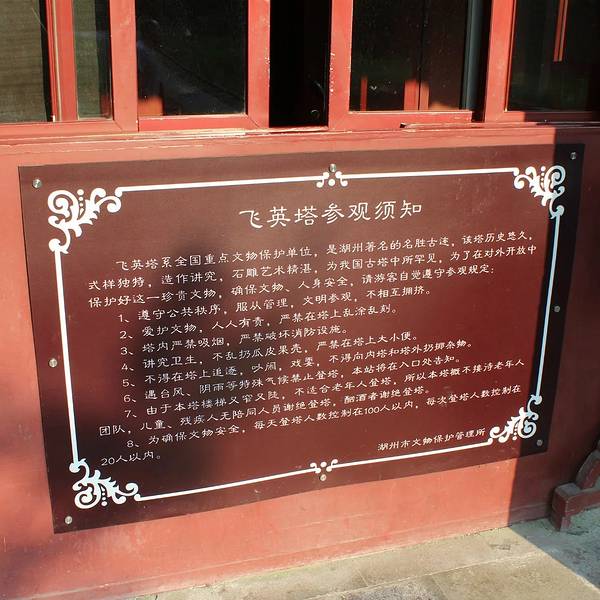 飞英塔参观须知
飞英塔系全国重点文物保护单位，是湖州著名的名胜古迹，该塔历史悠久，
式样独特，造作讲究，石雕艺术精湛，为我国古塔中所罕见，为了在对外开放中
保护好这一珍贵文物，确保文物、人身安全，请游客自觉遵守参观规定：
1、遵守公共秩序，服从管理，文明参观，不相互拥挤。
2、爱护文物，人人有责，严禁在塔上乱涂乱刻。
3、塔内严禁吸烟，严禁破坏消防设施。
4、讲究卫生，不乱扔瓜皮果壳，严禁在塔上大小便。
5、不得在塔上追逐，吵闹，戏耍，不得向内塔和塔外扔掷杂物。
6、遇台风、阴雨等特殊气候禁止登塔，本站将在入口处告知。
7、由于本塔楼梯又窄又陡，不适合老年人登塔，所以本塔概不接待老年人
团队，儿童、残疾人无陪同人员谢绝登塔，酗酒者谢绝登塔。
8、为确保文物安全，每天登塔人数控制在100人以内，每次登塔人数控制在
20人以内。
湖州市文物保护管理所